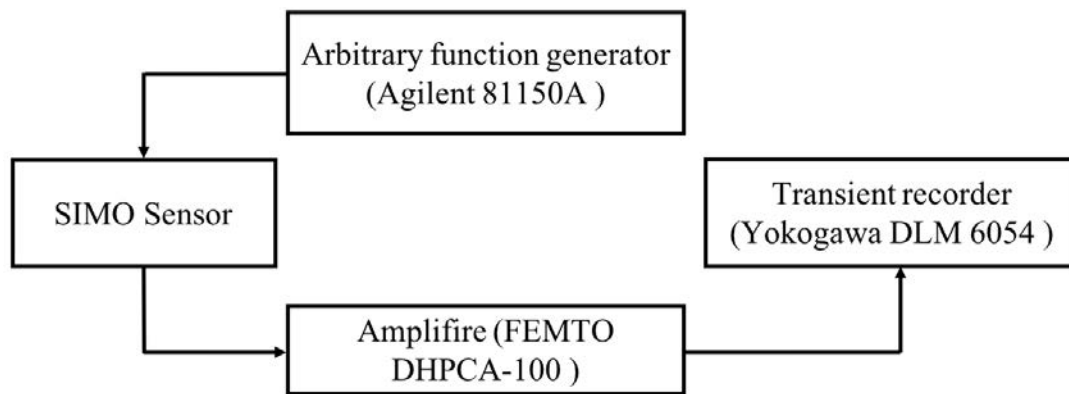 Arbitrary function generator
(Agilent 81150A )
SIMO Sensor
Transient recorder
(Yokogawa DLM 6054 )
Amplifire (FEMTO
DHPCA-100 )